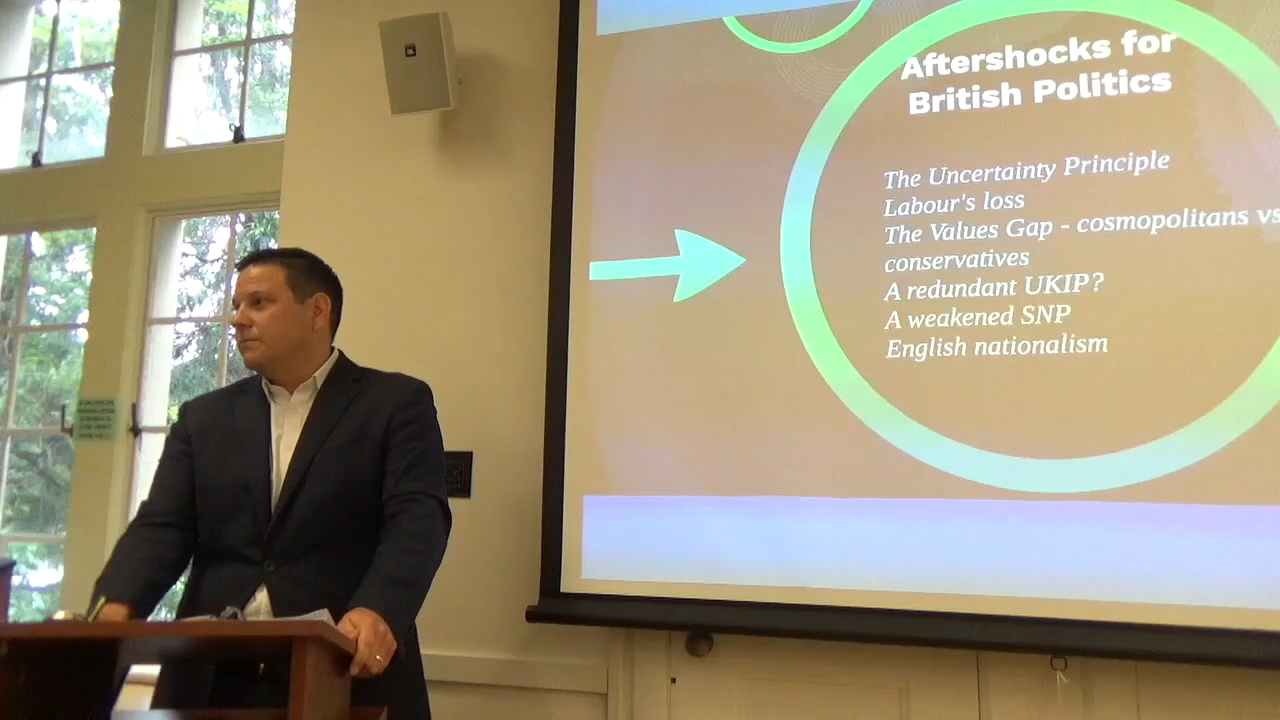 Aftershocks for
British Politics
The Uncertainty Principle
Labour's loss
The Values Gap - cosmopolitans vs
conservatives
A redundant UKIP?
A weakened SNP
English nationalism